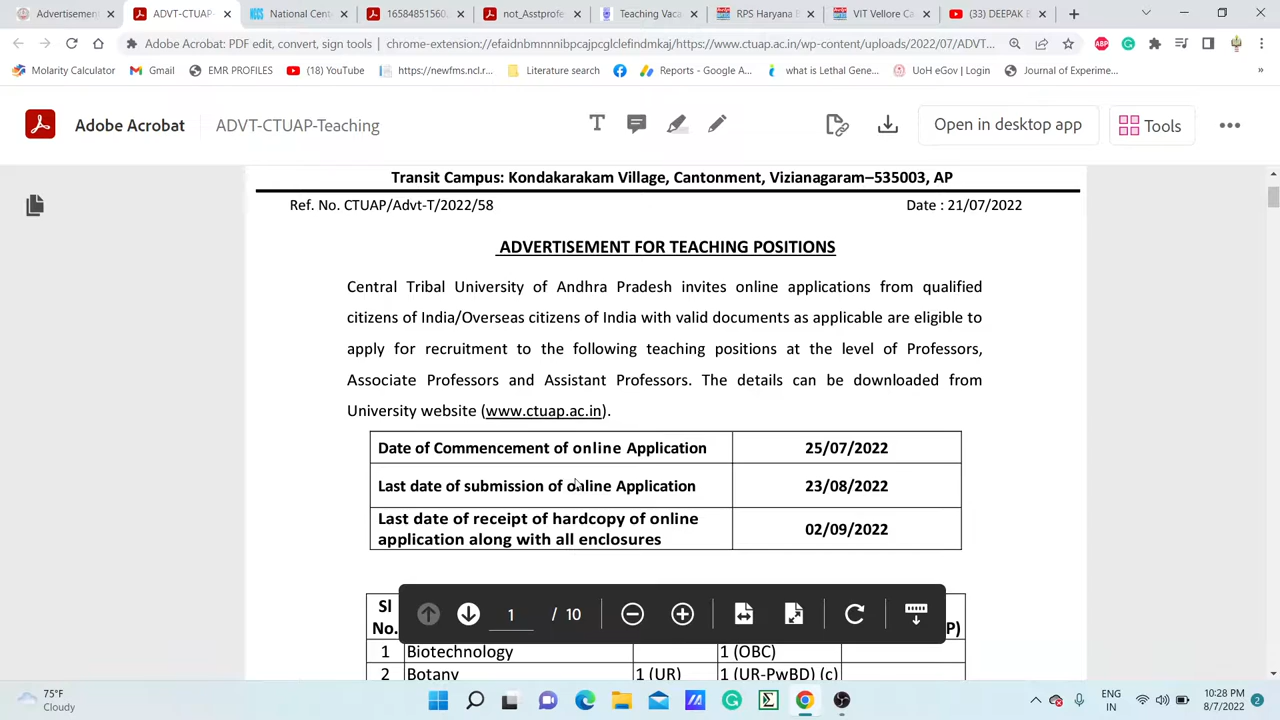 Advertisemen
ADVT-CTUAP-
National Cent
16584851560
not Asstprofe
Teaching Vaca
RPS Haryana
VIT Vellore Ca
(33) DEEPAK
Adobe Acrobat: PDF edit, convert, sign tools | chrome-extension://efaidnbmnnnibpcajpcglclefindmkaj/https://www.ctuap.ac.in/wp-content/uploads/2022/07/ADVT...
Molarity Calculator
Gmail
EMR PROFILES
(18) YouTube
https://newfms.ncl.r...
Literature search
Reports - Google A...
what is Lethal Gene...
UoH eGov | Login
Journal of Experime...
»
Adobe Acrobat
ADVT-CTUAP-Teaching
Open in desktop app
Tools
Transit Campus: Kondakarakam Village, Cantonment, Vizianagaram–535003, AP
Ref. No. CTUAP/Advt-T/2022/58
Date : 21/07/2022
ADVERTISEMENT FOR TEACHING POSITIONS
Central Tribal University of Andhra Pradesh invites online applications from qualified
citizens of India/Overseas citizens of India with valid documents as applicable are eligible to
apply for recruitment to the following teaching positions at the level of Professors,
Associate Professors and Assistant Professors. The details can be downloaded from
University website (www.ctuap.ac.in).
Date of Commencement of online Application 25/07/2022
Last date of submission of online Application 23/08/2022
Last date of receipt of hardcopy of online
application along with all enclosures 02/09/2022
Sl
No.
P)
1 / 10
1 Biotechnology 1 (OBC)
2 Botany 1 (UR) 1 (UR-PwBD) (c)
75°F
Cloudy
ENG
IN
10:28 PM
8/7/2022
2